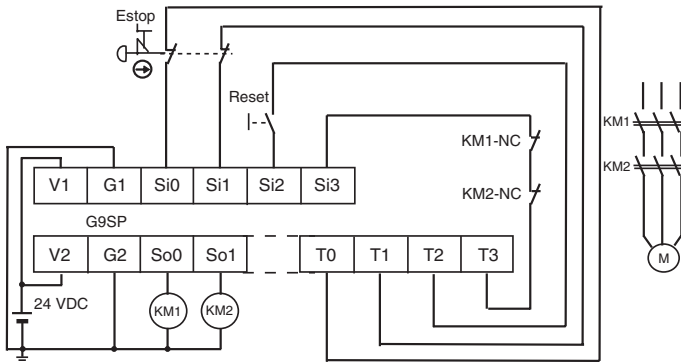 Estop
Reset
KM1-NC
KM1
KM2
KM2-NC
V1 G1 Si0 Si1 Si2 Si3
G9SP
V2 G2 So0 So1 T0 T1 T2 T3
M
24 VDC
KM1 KM2